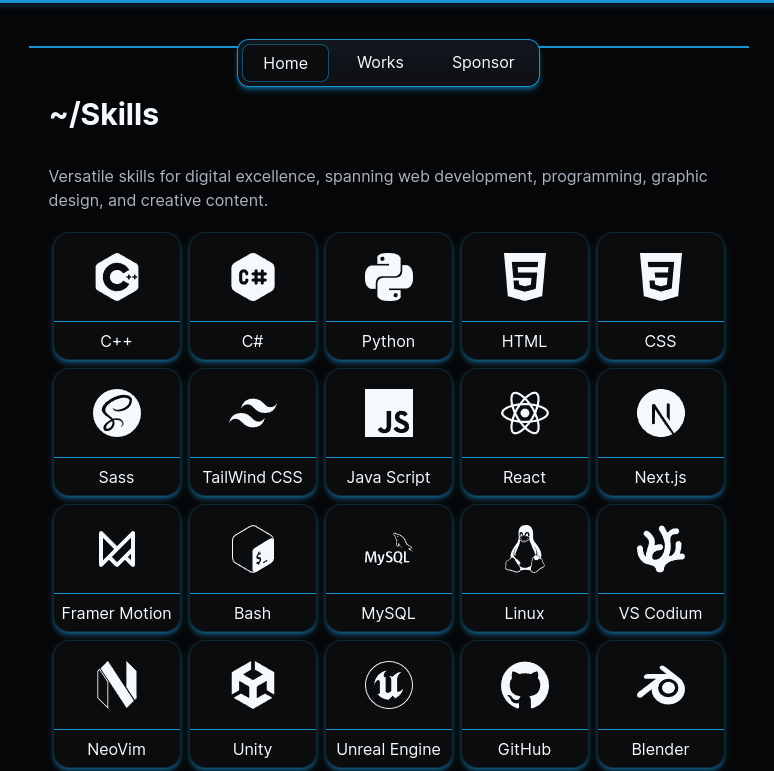 Home Works Sponsor
~/Skills
Versatile skills for digital excellence, spanning web development, programming, graphic
design, and creative content.
C++ C#
C++ C# Python HTML CSS
JS
Sass TailWind CSS Java Script React Next.js
$_ MySQL
Framer Motion Bash MySQL Linux VS Codium
NeoVim Unity Unreal Engine GitHub Blender